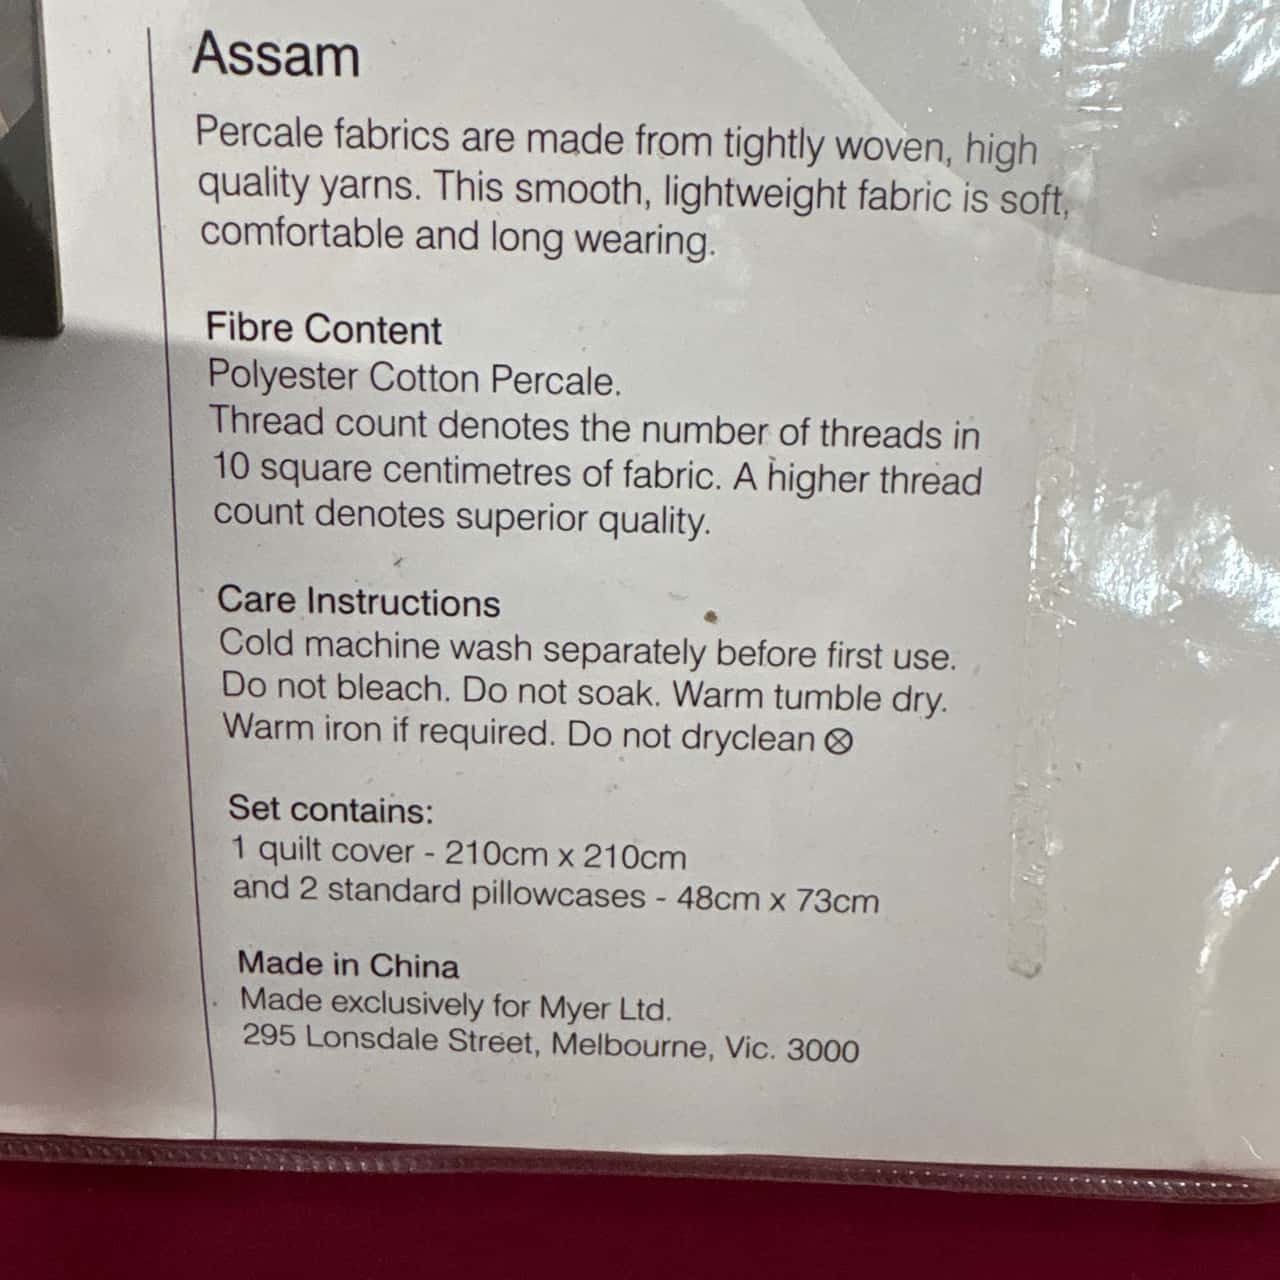 Assam
Percale fabrics are made from tightly woven, high
quality yarns. This smooth, lightweight fabric is soft,
comfortable and long wearing.
Fibre Content
Polyester Cotton Percale.
Thread count denotes the number of threads in
10 square centimetres of fabric. A higher thread
count denotes superior quality.
Care Instructions
Cold machine wash separately before first use.
Do not bleach. Do not soak. Warm tumble dry.
Warm iron if required. Do not dryclean ⊗
Set contains:
1 quilt cover - 210cm x 210cm
and 2 standard pillowcases - 48cm x 73cm
Made in China
Made exclusively for Myer Ltd.
295 Lonsdale Street, Melbourne, Vic. 3000